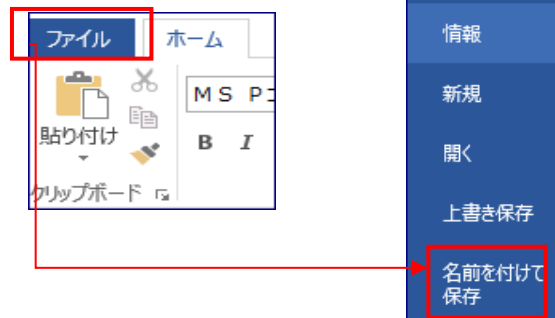 ファイル
ホーム
MS P
貼り付け
B I
クリップボード
情報
新規
開く
上書き保存
名前を付けて
保存